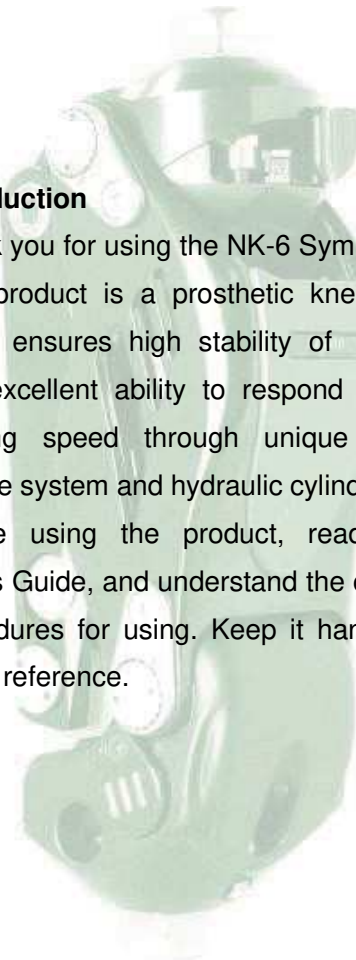 duction
k you for using the NK-6 Sym
product is a prosthetic kne
ensures high stability of
excellent ability to respond
ng speed through unique
e system and hydraulic cylind
e using the product, read
s Guide, and understand the
dures for using. Keep it han
reference.